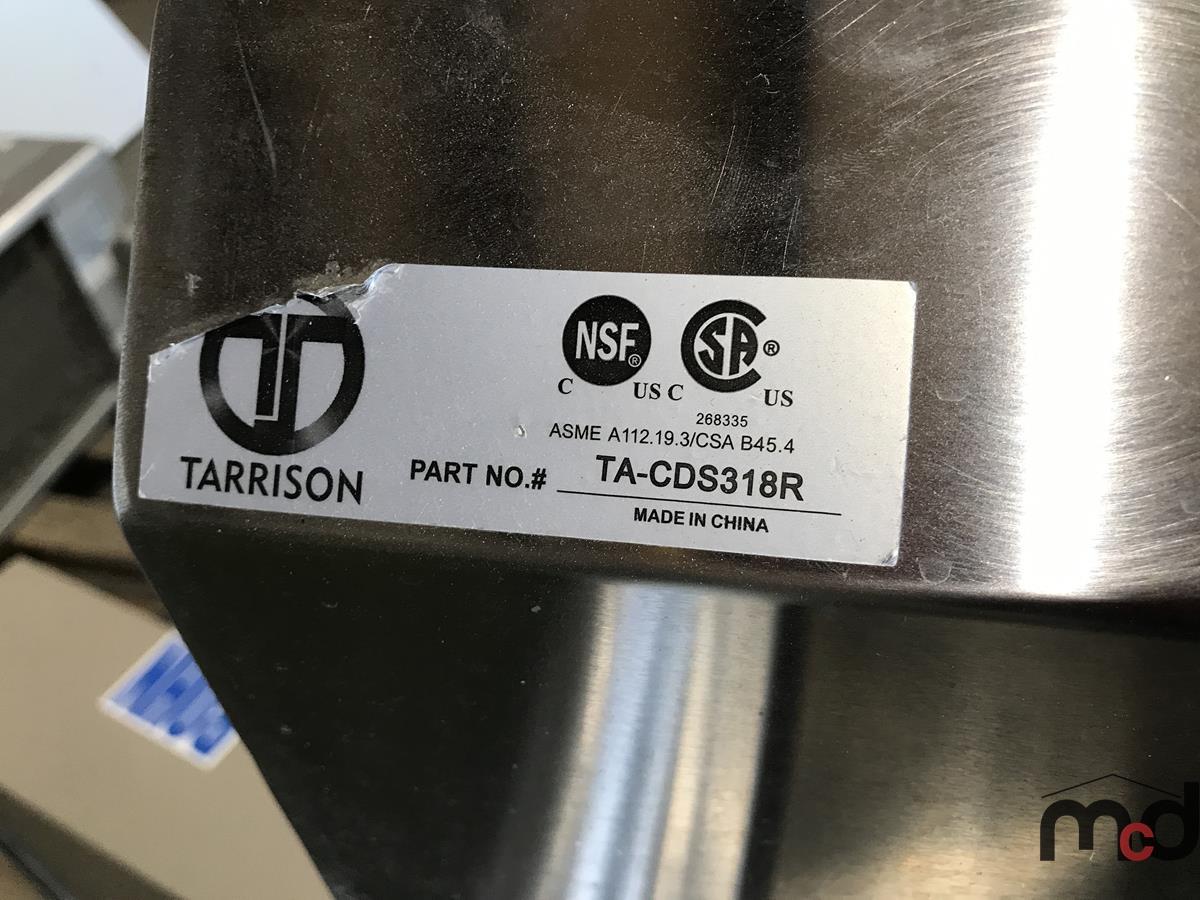 NSF®
C US
CSA®
C US
268335
ASME A112.19.3/CSA B45.4
TARRISON
PART NO.# TA-CDS318R
MADE IN CHINA
mcd